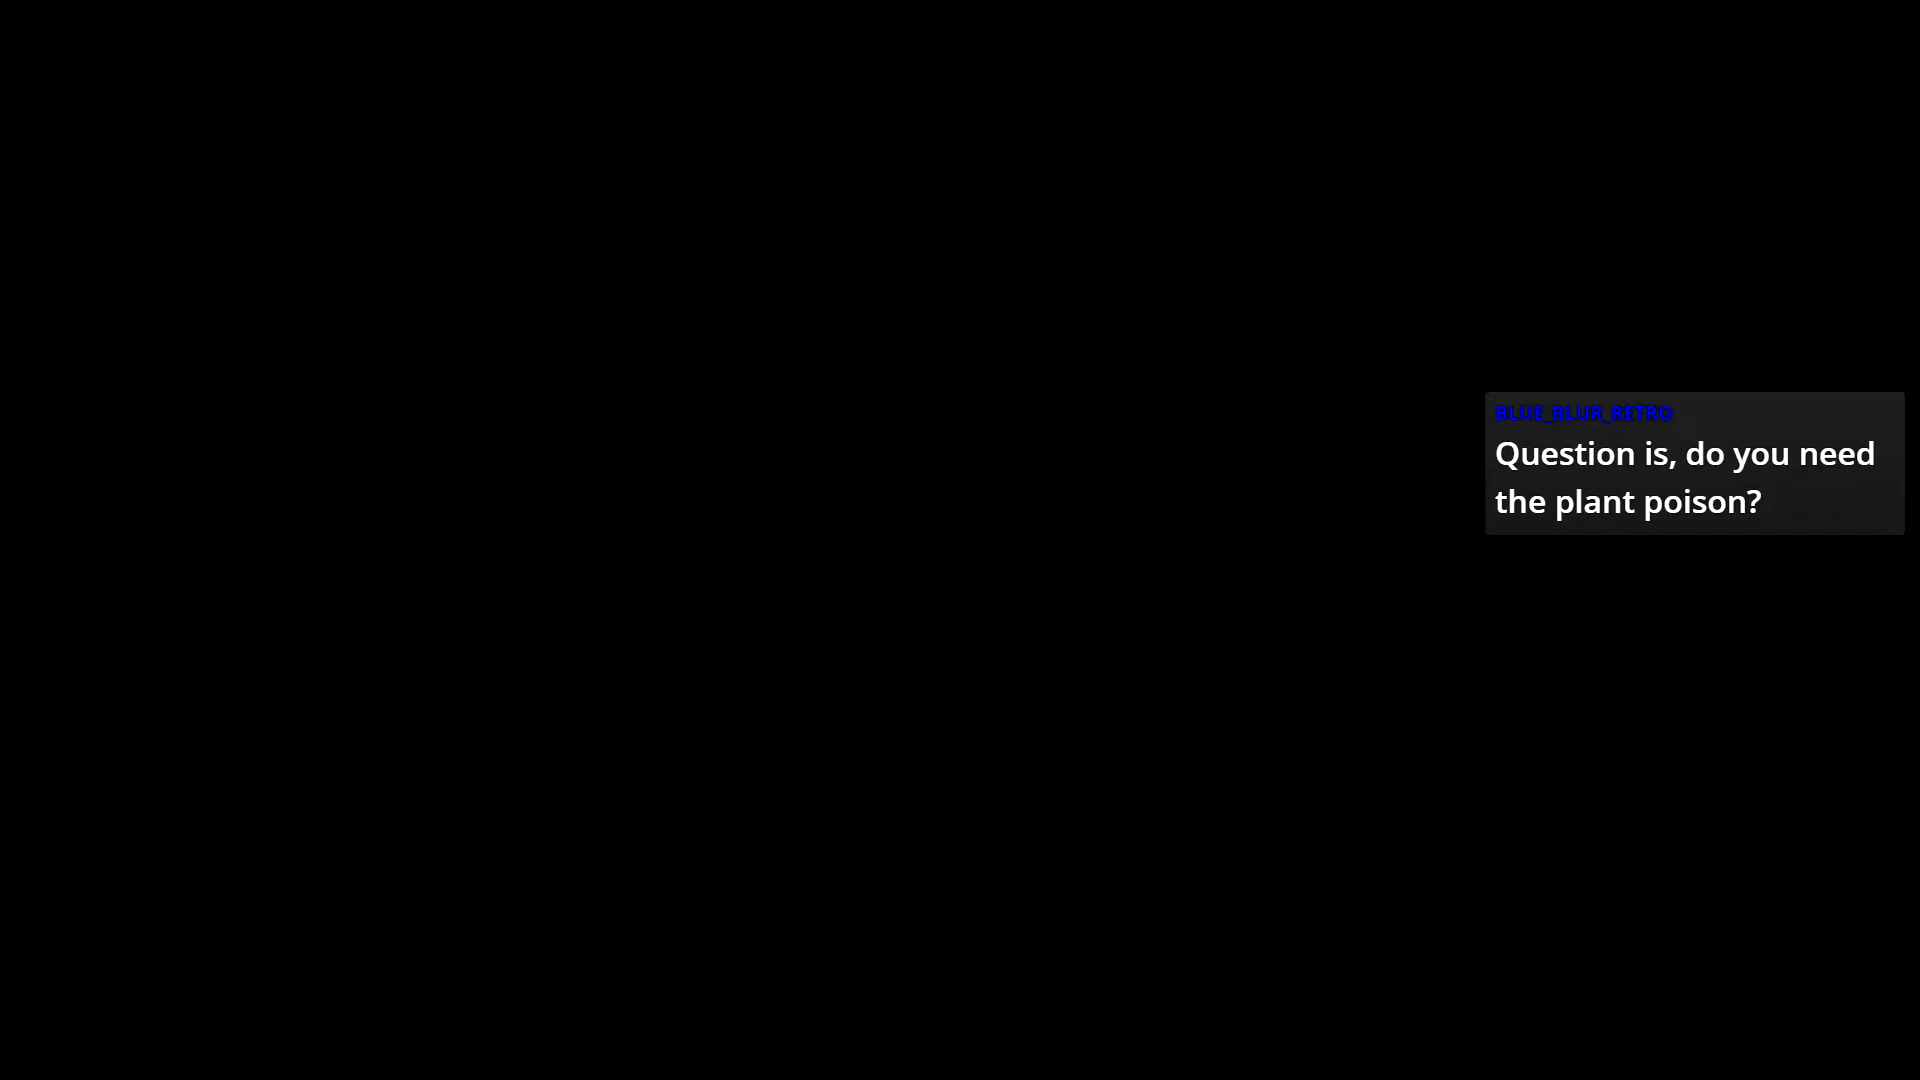 BLUE_BLUR_RETRO
Question is, do you need
the plant poison?